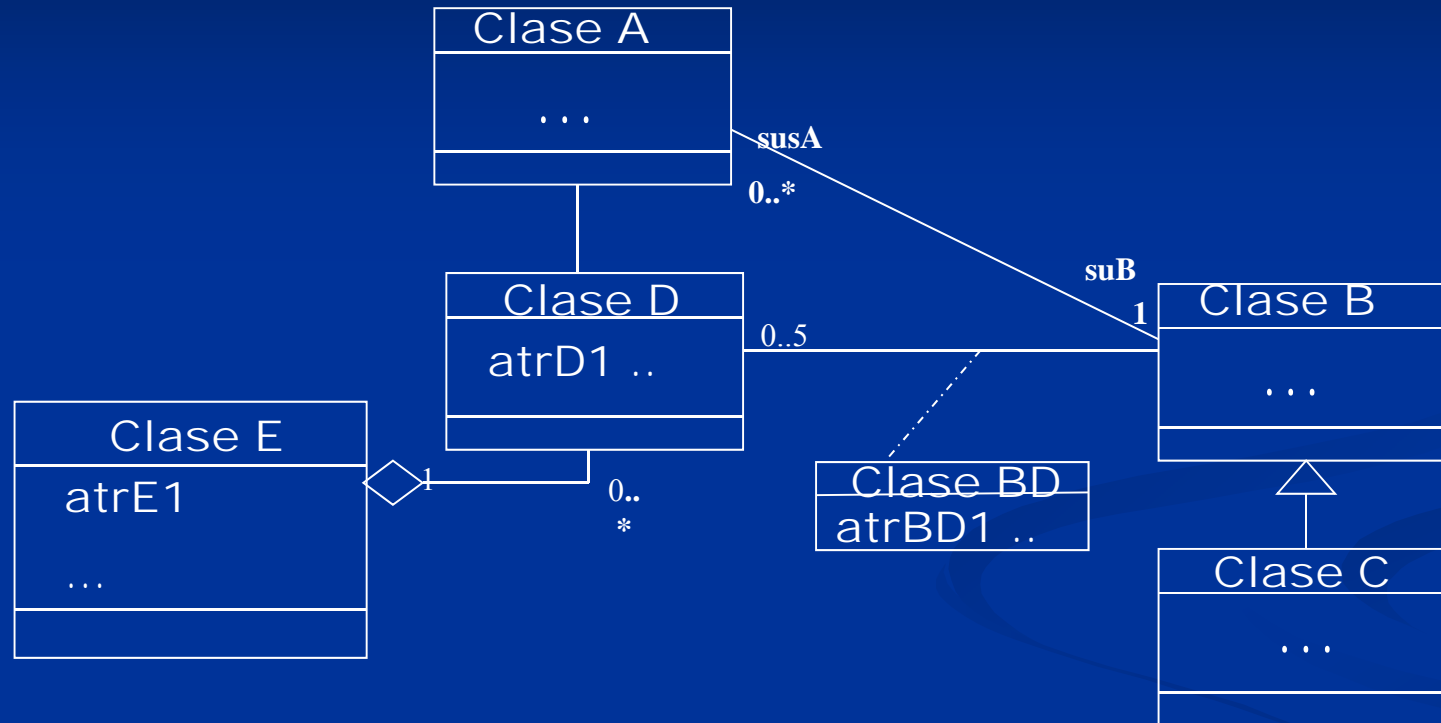 Clase A
...
susA
0..*
suB
1
Clase D
atrD1 ..
0..5
Clase B
...
Clase E
atrE1
...
1
0..
*
Clase BD
atrBD1 ..
Clase C
...